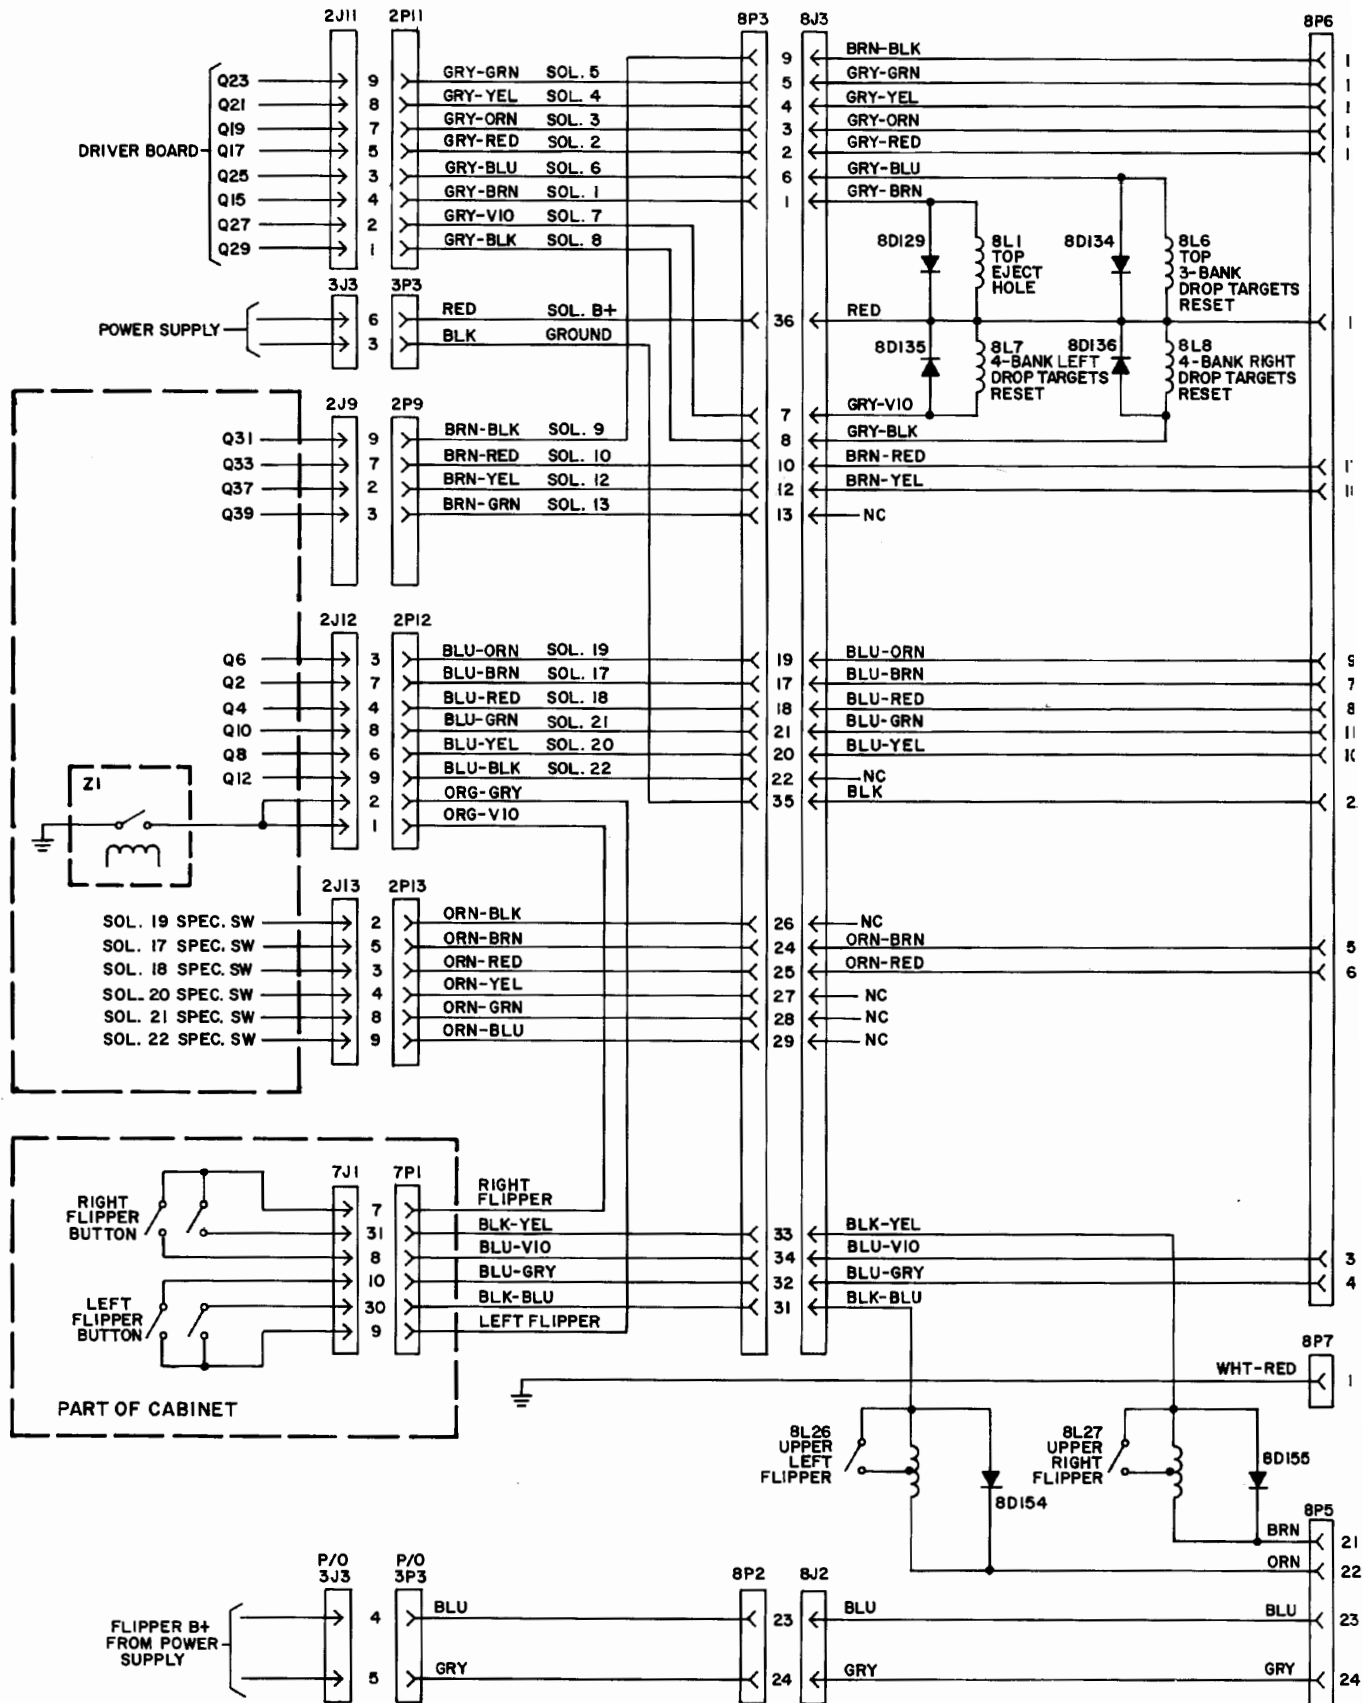 2J11 2P11 8P3 8J3 8P6
DRIVER BOARD
Q23 9 GRY-GRN SOL. 5
Q21 8 GRY-YEL SOL. 4
Q19 7 GRY-ORN SOL. 3
Q17 5 GRY-RED SOL. 2
Q25 3 GRY-BLU SOL. 6
Q15 4 GRY-BRN SOL. 1
Q27 2 GRY-VIO SOL. 7
Q29 1 GRY-BLK SOL. 8
9 BRN-BLK 1
5 GRY-GRN 1
4 GRY-YEL 1
3 GRY-ORN 1
2 GRY-RED 1
6 GRY-BLU
1 GRY-BRN
8D129
8L1
TOP
EJECT
HOLE
8D134
8L6
TOP
3-BANK
DROP TARGETS
RESET
3J3 3P3
POWER SUPPLY
6 RED SOL. B+ 36 RED 1
3 BLK GROUND
8D135
8L7
4-BANK LEFT
DROP TARGETS
RESET
8D136
8L8
4-BANK RIGHT
DROP TARGETS
RESET
7 GRY-VIO
8 GRY-BLK
2J9 2P9
Q31 9 BRN-BLK SOL. 9
Q33 7 BRN-RED SOL. 10 10 BRN-RED
Q37 2 BRN-YEL SOL. 12 12 BRN-YEL
Q39 3 BRN-GRN SOL. 13 13 NC
2J12 2P12
Q6 3 BLU-ORN SOL. 19 19 BLU-ORN 9
Q2 7 BLU-BRN SOL. 17 17 BLU-BRN 7
Q4 4 BLU-RED SOL. 18 18 BLU-RED 8
Q10 8 BLU-GRN SOL. 21 21 BLU-GRN 11
Q8 6 BLU-YEL SOL. 20 20 BLU-YEL 10
Q12 9 BLU-BLK SOL. 22 22 NC
Z1
2 ORG-GRY 35 BLK 2
1 ORG-VIO
2J13 2P13
SOL. 19 SPEC. SW 2 ORN-BLK 26 NC
SOL. 17 SPEC. SW 5 ORN-BRN 24 ORN-BRN 5
SOL. 18 SPEC. SW 3 ORN-RED 25 ORN-RED 6
SOL. 20 SPEC. SW 4 ORN-YEL 27 NC
SOL. 21 SPEC. SW 8 ORN-GRN 28 NC
SOL. 22 SPEC. SW 9 ORN-BLU 29 NC
7J1 7P1
RIGHT
FLIPPER
BUTTON
7 RIGHT
FLIPPER
31 BLK-YEL 33 BLK-YEL
8 BLU-VIO 34 BLU-VIO 3
10 BLU-GRY 32 BLU-GRY 4
LEFT
FLIPPER
BUTTON
30 BLK-BLU 31 BLK-BLU
9 LEFT FLIPPER
PART OF CABINET
8P7
WHT-RED 1
8L26
UPPER
LEFT
FLIPPER
8D154
8L27
UPPER
RIGHT
FLIPPER
8D155
8P5
BRN 21
ORN 22
P/O
3J3
P/O
3P3
8P2 8J2
FLIPPER B+
FROM POWER
SUPPLY
4 BLU 23 BLU BLU 23
5 GRY 24 GRY GRY 24